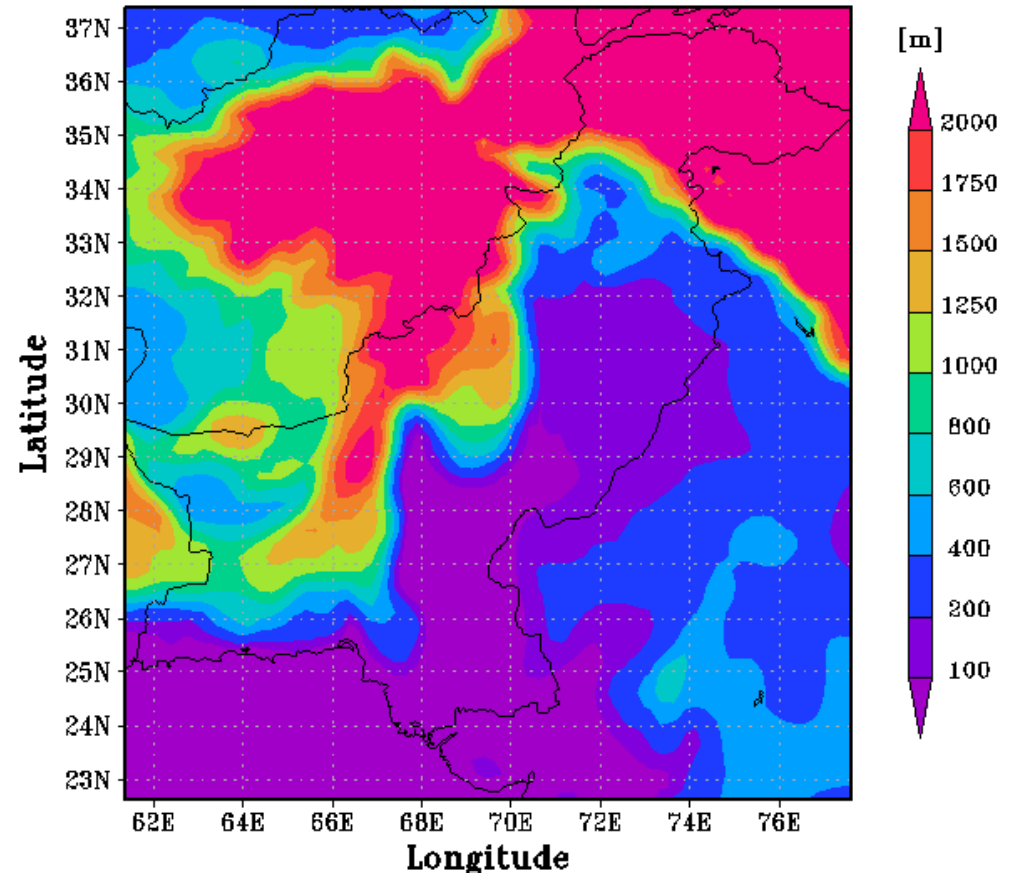 [m]
37N
36N
35N
34N
33N
32N
31N
30N
29N
28N
27N
26N
25N
24N
23N
Latitude
62E 64E 66E 68E 70E 72E 74E 76E
Longitude
2000
1750
1500
1250
1000
800
600
400
200
100